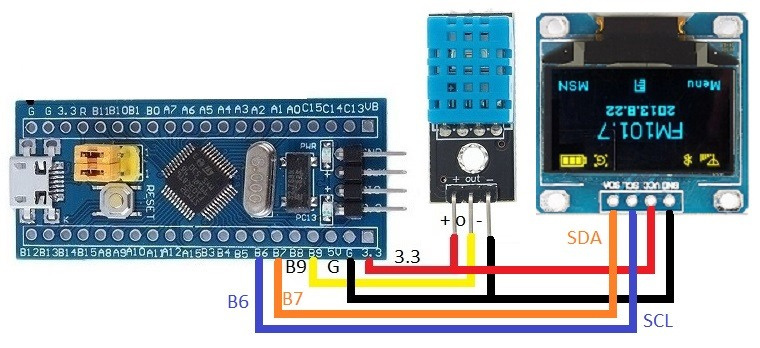 G G 3.3 R B11 B10 B1 B0 A7 A6 A5 A4 A3 A2 A1 A0 C15 C14 C13 VB
PWR
RESET
8.000
PC13
B12 B13 B14 B15 A8 A9 A10 A11 A12 A15 B3 B4 B5 B6 B7 B8 B9 5V G 3.3
+ out -
+ o -
MSN
Menu
2013.8.22
FM101.7
GND VCC SCL SDA
SDA
3.3
B9
G
B6
B7
SCL